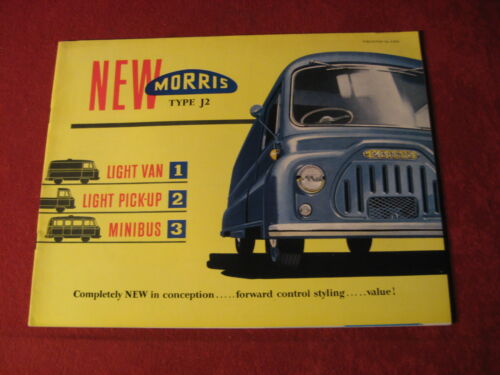 NEW MORRIS
TYPE J2
LIGHT VAN 1
LIGHT PICK-UP 2
MINIBUS 3
MORRIS
Completely NEW in conception.....forward control styling.....value!